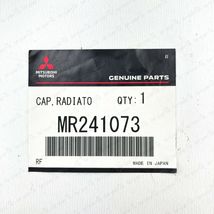 MITSUBISHI
MOTORS
GENUINE PARTS
CAP, RADIATO QTY: 1
MR241073
RF
MADE IN JAPAN